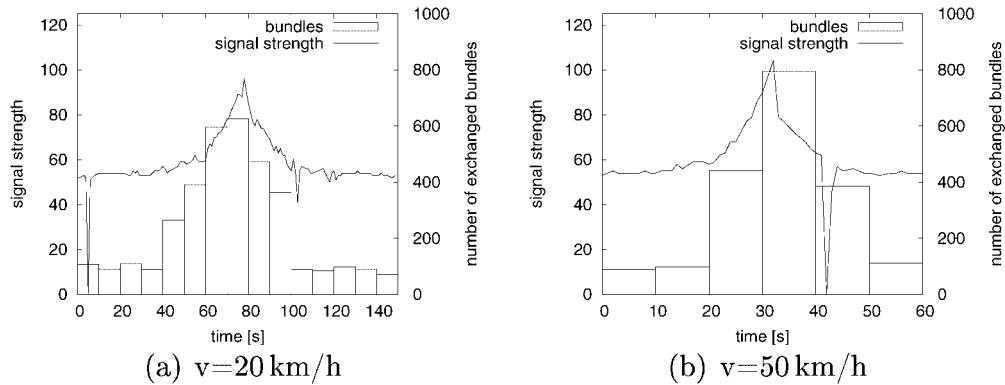 bundles
signal strength
signal strength
120
100
80
60
40
20
0
1000
800
600
400
200
0
number of exchanged bundles
0 20 40 60 80 100 120 140
time [s]
(a) v=20 km/h
bundles
signal strength
signal strength
120
100
80
60
40
20
0
1000
800
600
400
200
0
number of exchanged bundles
0 10 20 30 40 50 60
time [s]
(b) v=50 km/h